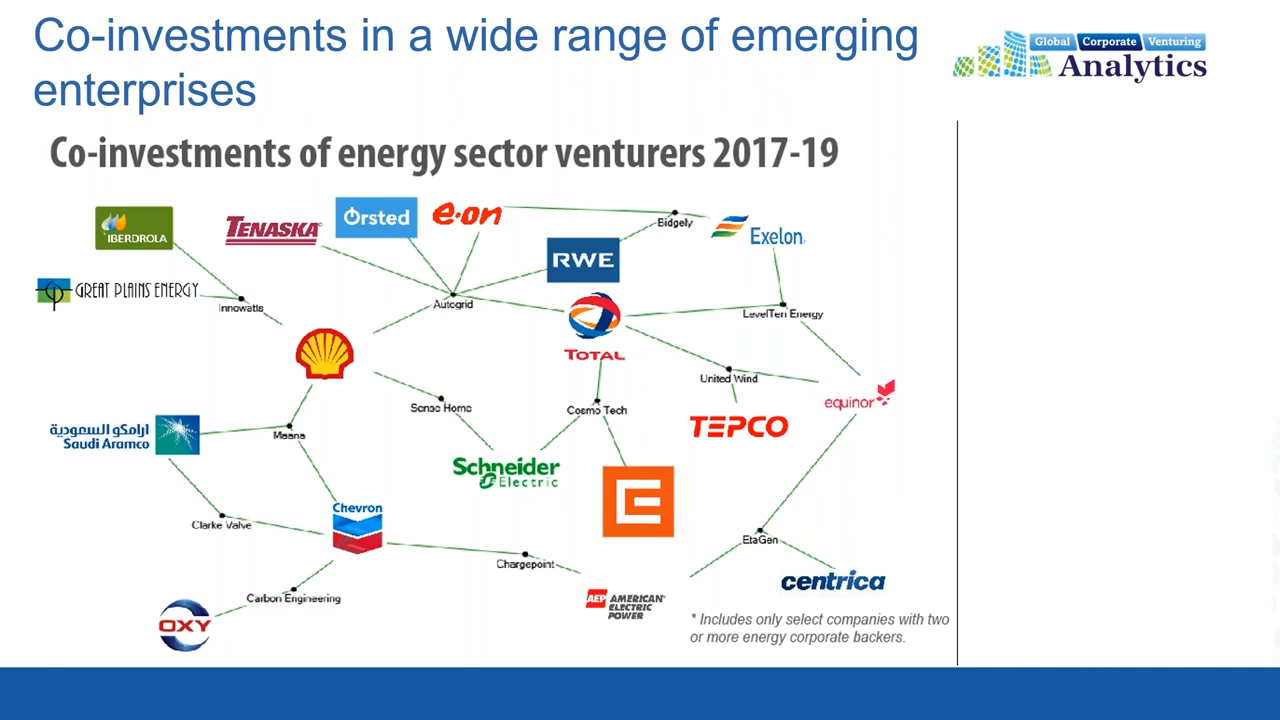 Co-investments in a wide range of emerging
enterprises
Global Corporate Venturing
Analytics
Co-investments of energy sector venturers 2017-19
IBERDROLA
TENASKA
Ørsted
e·on
Bidgely
Exelon
RWE
GREAT PLAINS ENERGY
Innowatts
Autogrid
LevelTen Energy
TOTAL
United Wind
equinor
Sense Home
Cosmo Tech
TEPCO
ارامكو السعودية
Saudi Aramco
Maana
Schneider
Electric
Chevron
Clarke Valve
EtaGen
Chargepoint
centrica
Carbon Engineering
AEP AMERICAN
ELECTRIC
POWER
OXY
* Includes only select companies with two
or more energy corporate backers.